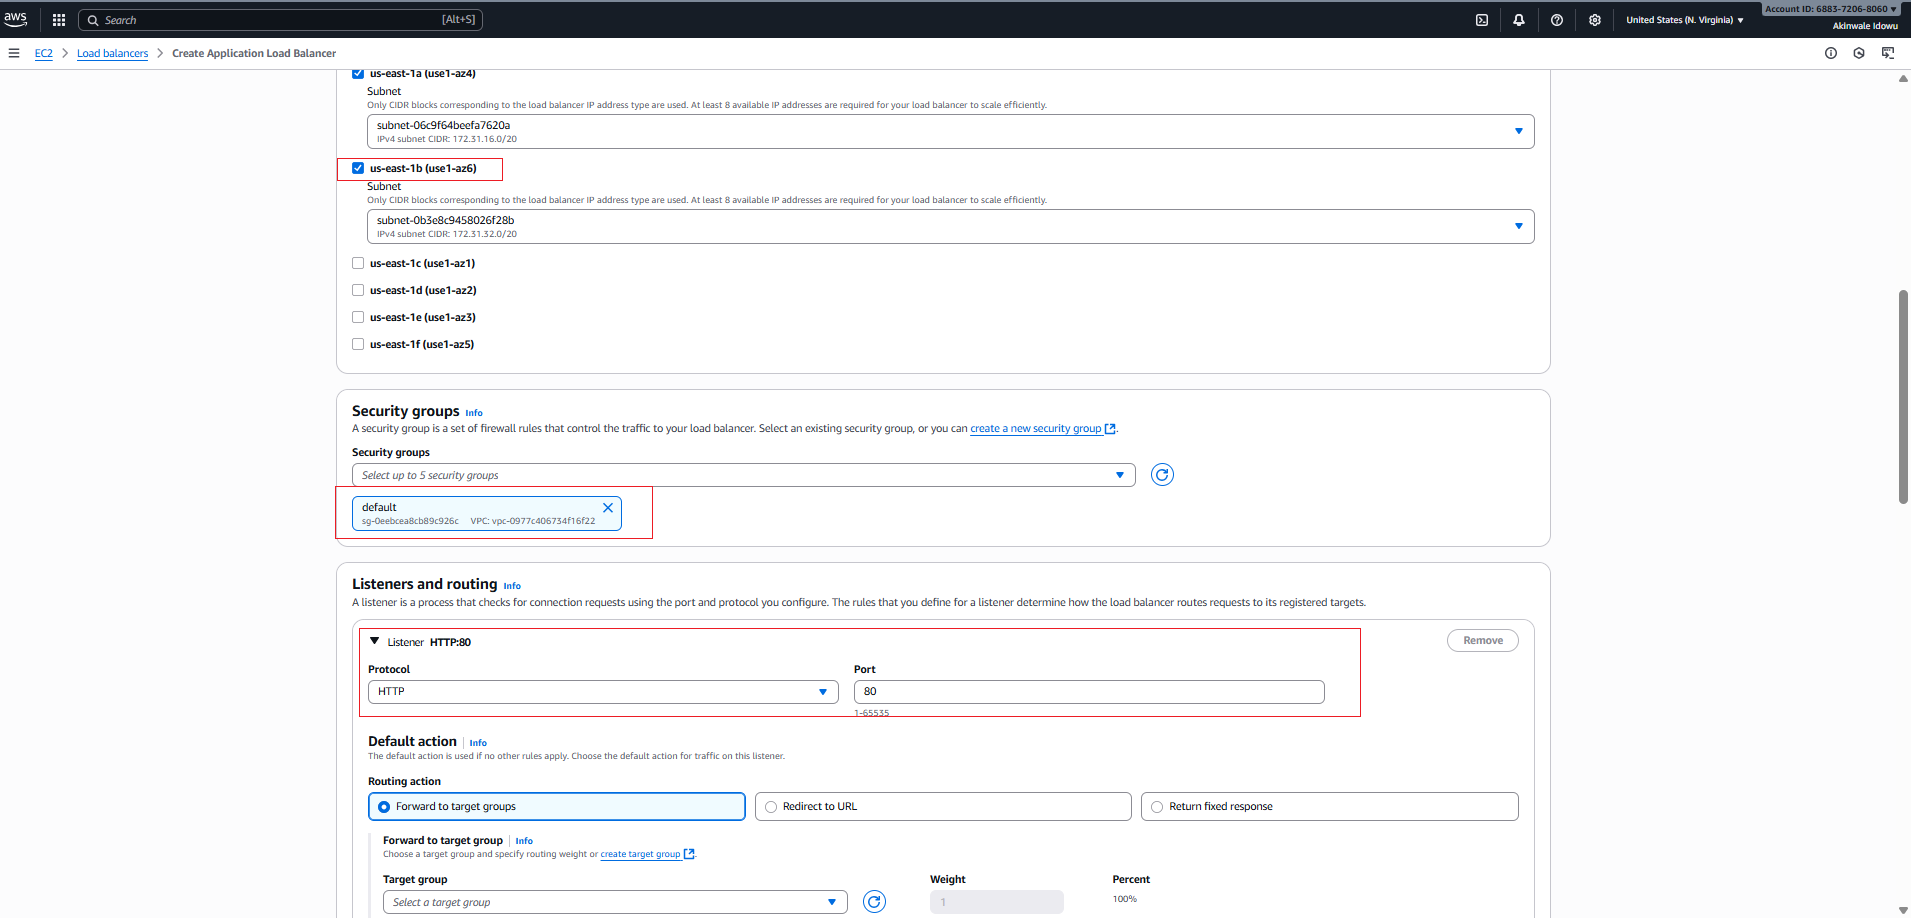 aws
Search [Alt+S]
United States (N. Virginia)
Account ID: 6883-7206-8060
Akinwale Idowu
EC2 > Load balancers > Create Application Load Balancer
us-east-1a (use1-az4)
Subnet
Only CIDR blocks corresponding to the load balancer IP address type are used. At least 8 available IP addresses are required for your load balancer to scale efficiently.
subnet-06c9f64beefa7620a
IPv4 subnet CIDR: 172.31.16.0/20
us-east-1b (use1-az6)
Subnet
Only CIDR blocks corresponding to the load balancer IP address type are used. At least 8 available IP addresses are required for your load balancer to scale efficiently.
subnet-0b3e8c9458026f28b
IPv4 subnet CIDR: 172.31.32.0/20
us-east-1c (use1-az1)
us-east-1d (use1-az2)
us-east-1e (use1-az3)
us-east-1f (use1-az5)
Security groups Info
A security group is a set of firewall rules that control the traffic to your load balancer. Select an existing security group, or you can create a new security group.
Security groups
Select up to 5 security groups
default
sg-0eebcea8cb89c926c VPC: vpc-0977c406734f16f22
Listeners and routing Info
A listener is a process that checks for connection requests using the port and protocol you configure. The rules that you define for a listener determine how the load balancer routes requests to its registered targets.
Listener HTTP:80
Remove
Protocol Port
HTTP 80
1-65535
Default action Info
The default action is used if no other rules apply. Choose the default action for traffic on this listener.
Routing action
Forward to target groups Redirect to URL Return fixed response
Forward to target group Info
Choose a target group and specify routing weight or create target group.
Target group Weight Percent
Select a target group 1 100%